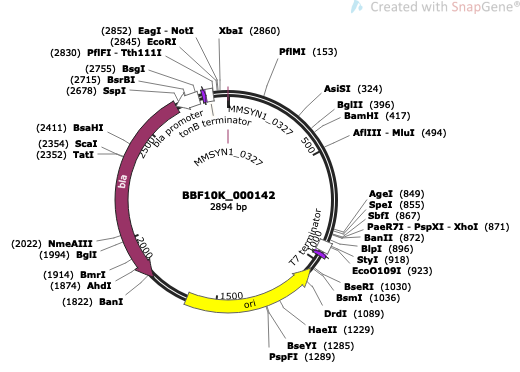 Created with SnapGene®
(2852) EagI - NotI
XbaI (2860)
(2845) EcoRI
(2830) PflFI - Tth111I
PflMI (153)
(2755) BsgI
(2715) BsrBI
(2678) SspI
AsiSI (324)
BglII (396)
BamHI (417)
AflIII - MluI (494)
bla promoter
tonB terminator
MMSYN1_0327
MMSYN1_0327
500
2500
(2411) BsaHI
(2354) ScaI
(2352) TatI
bla
BBF10K_000142
2894 bp
AgeI (849)
SpeI (855)
SbfI (867)
PaeR7I - PspXI - XhoI (871)
BanII (872)
BlpI (896)
StyI (918)
EcoO109I (923)
T7 terminator
1000
(2022) NmeAIII
(1994) BglI
2000
(1914) BmrI
(1874) AhdI
(1822) BanI
BseRI (1030)
BsmI (1036)
DrdI (1089)
1500
ori
HaeII (1229)
BseYI (1285)
PspFI (1289)